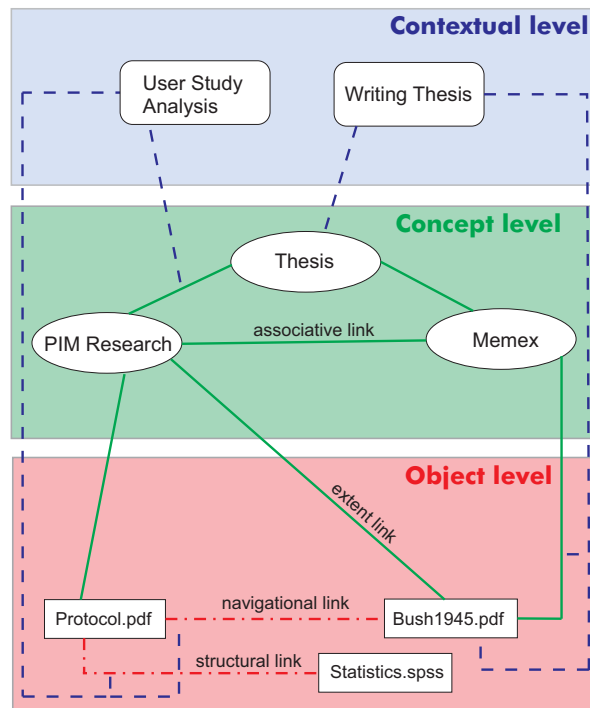 Contextual level
User Study
Analysis
Writing Thesis
Concept level
Thesis
associative link
PIM Research
Memex
Object level
extent link
navigational link
Protocol.pdf
Bush1945.pdf
structural link
Statistics.spss